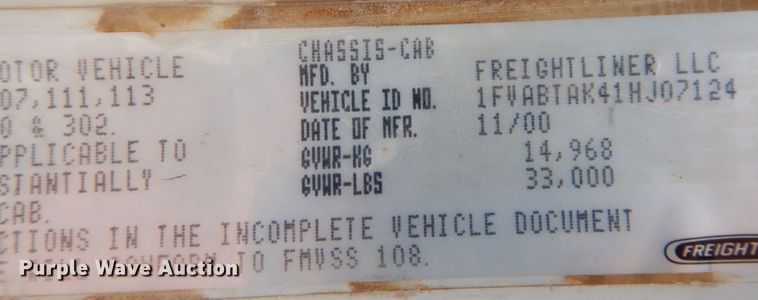 CHASSIS-CAB
OTOR VEHICLE MFD. BY FREIGHTLINER LLC
07,111,113 VEHICLE ID NO. 1FVABTAK41HJ07124
0 & 302. DATE OF MFR. 11/00
PPLICABLE TO GVWR-KG 14,968
STANTIALLY GVWR-LBS 33,000
CAB.
CTIONS IN THE INCOMPLETE VEHICLE DOCUMENT
TO FMVSS 108.
FREIGHT
Purple Wave Auction